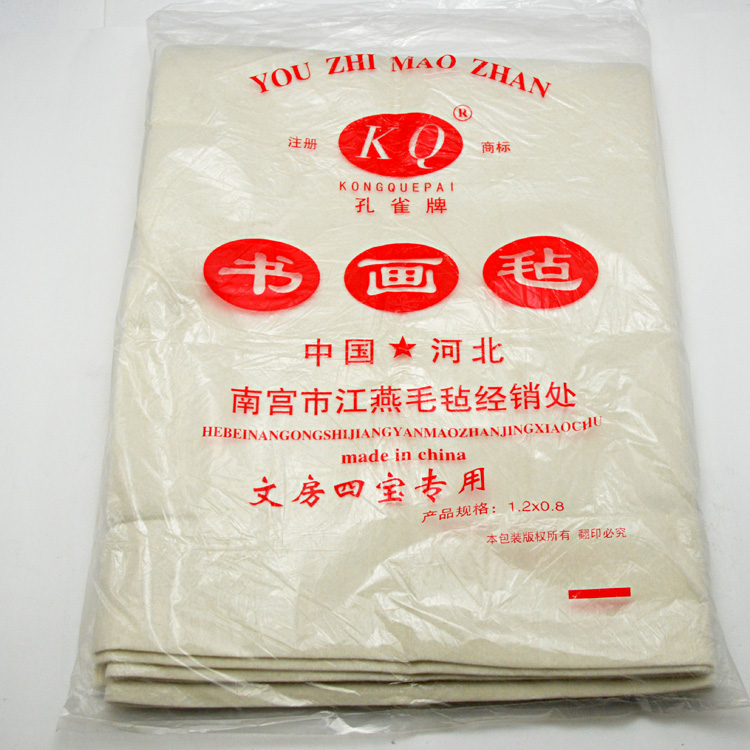 YOU ZHI MAO ZHAN
注册 KQ® 商标
KONGQUEPAI
孔雀牌
书画毡
中国★河北
南宫市江燕毛毡经销处
HEBEINANGONGSHIJIANGYANMAOZHANJINGXIAOCHU
made in china
文房四宝专用
产品规格：1.2x0.8
本包装版权所有 翻印必究